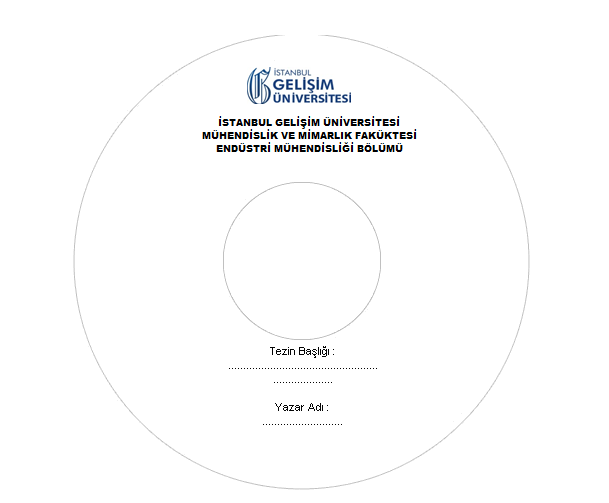 İSTANBUL
GELİŞİM
ÜNİVERSİTESİ
İSTANBUL GELİŞİM ÜNİVERSİTESİ
MÜHENDİSLİK VE MİMARLIK FAKÜKTESİ
ENDÜSTRİ MÜHENDİSLİĞİ BÖLÜMÜ
Tezin Başlığı :
..................................................
....................
Yazar Adı :
...........................